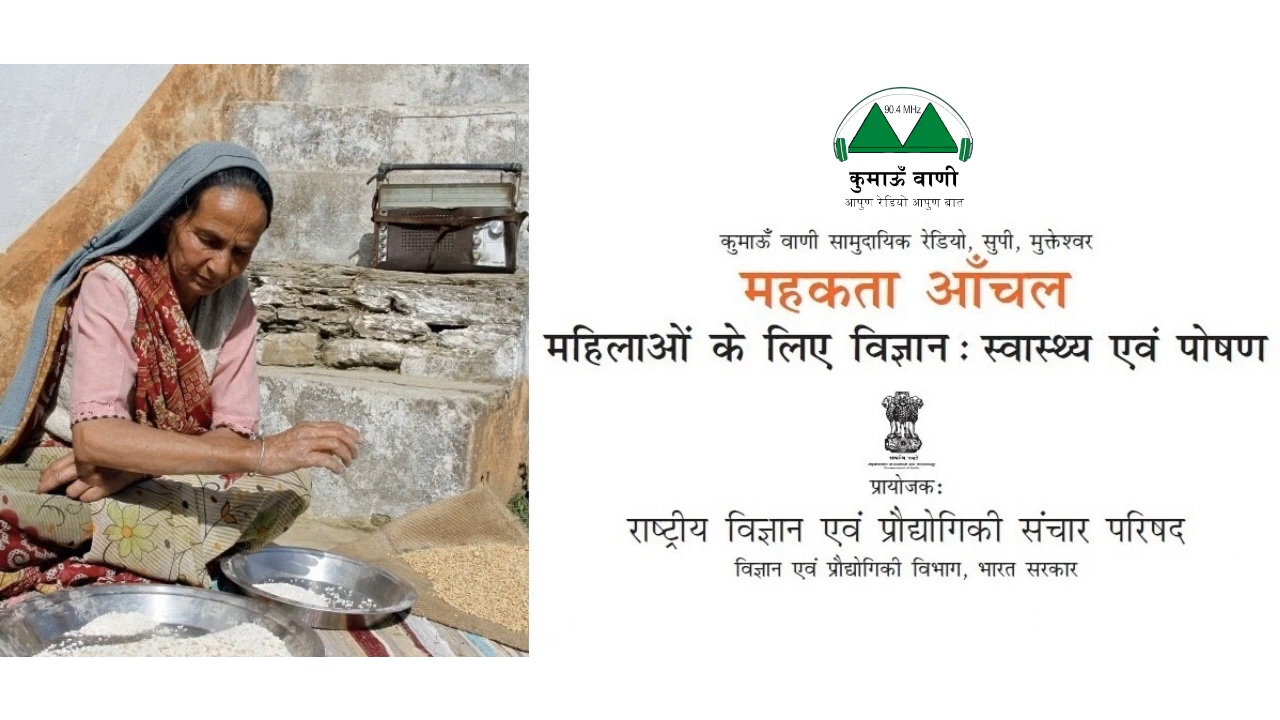 90.4 MHz
कुमाऊँ वाणी
आपुण रेडियो आपुण बात
कुमाऊँ वाणी सामुदायिक रेडियो, सुपी, मुक्तेश्वर
महकता आँचल
महिलाओं के लिए विज्ञान : स्वास्थ्य एवं पोषण
प्रायोजक:
राष्ट्रीय विज्ञान एवं प्रौद्योगिकी संचार परिषद
विज्ञान एवं प्रौद्योगिकी विभाग, भारत सरकार